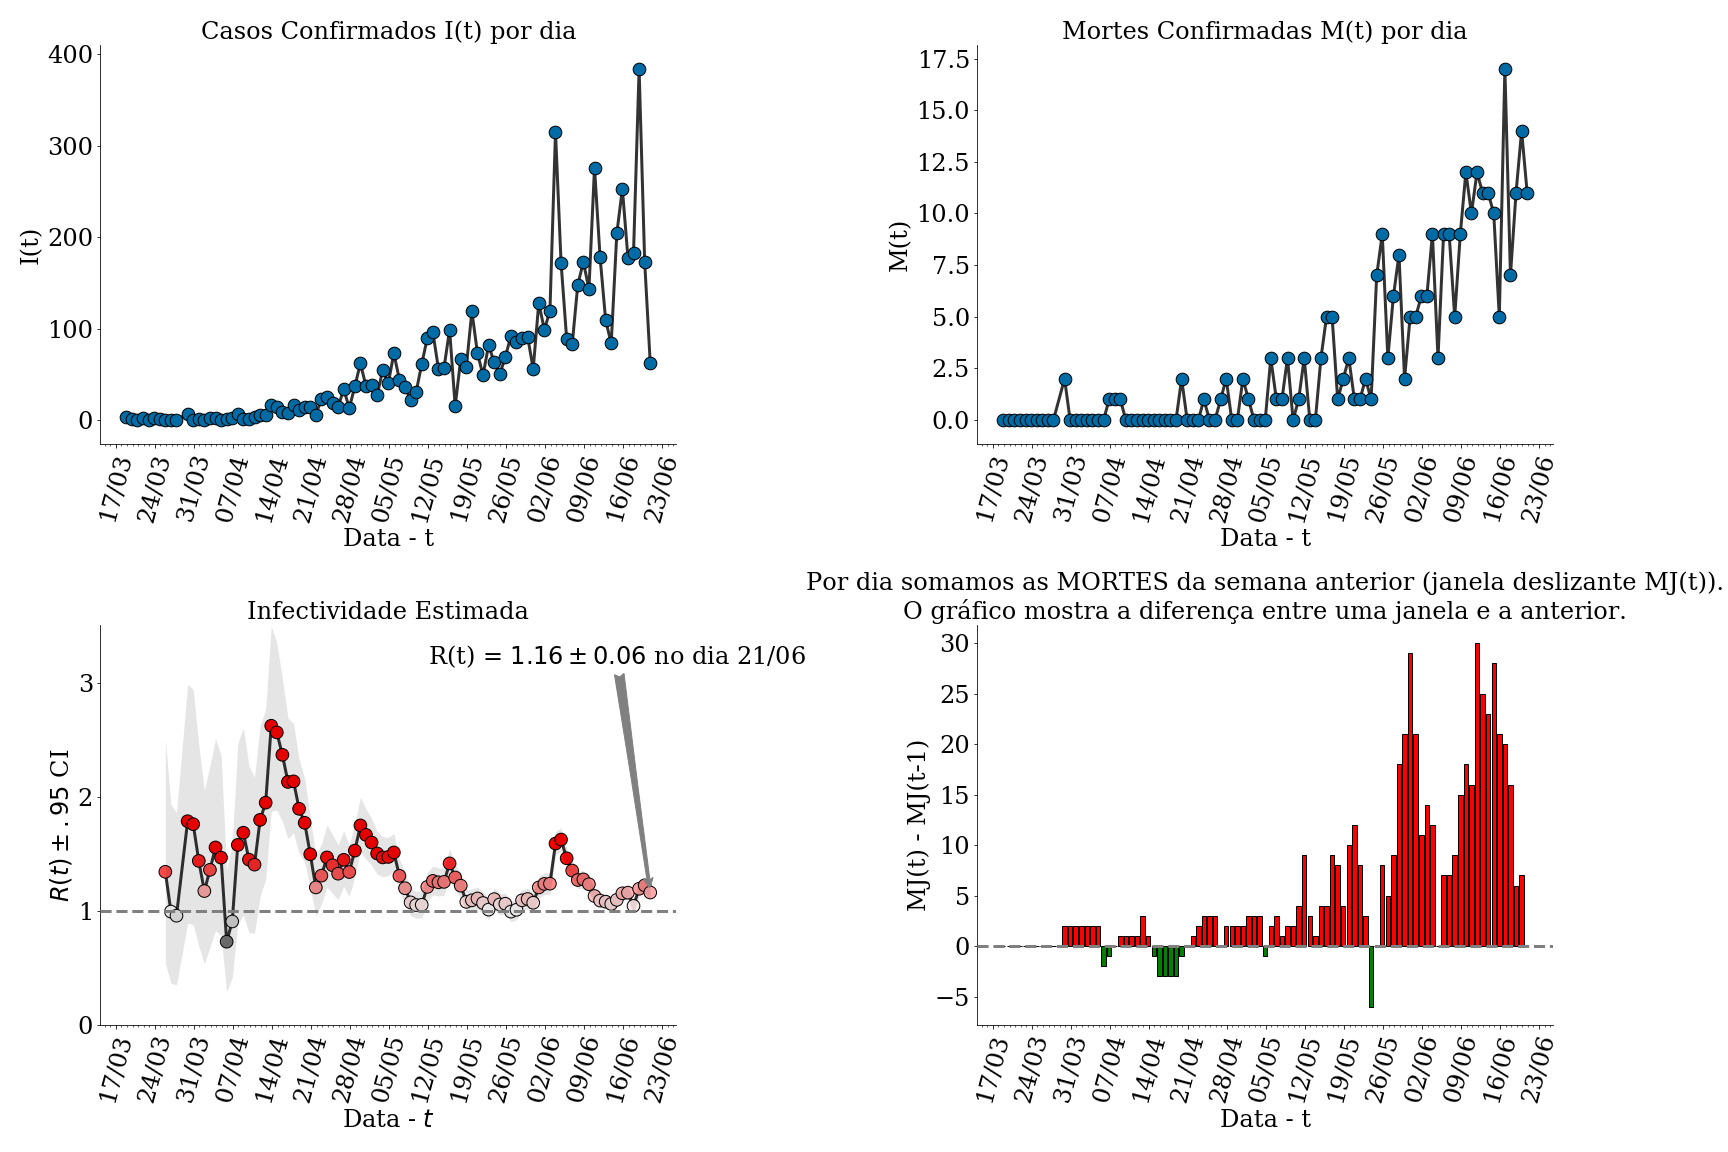 Casos Confirmados I(t) por dia
400
300
200
100
0
I(t)
17/03 24/03 31/03 07/04 14/04 21/04 28/04 05/05 12/05 19/05 26/05 02/06 09/06 16/06 23/06
Data - t
Mortes Confirmadas M(t) por dia
17.5
15.0
12.5
10.0
7.5
5.0
2.5
0.0
M(t)
17/03 24/03 31/03 07/04 14/04 21/04 28/04 05/05 12/05 19/05 26/05 02/06 09/06 16/06 23/06
Data - t
Infectividade Estimada
R(t) = 1.16 ± 0.06 no dia 21/06
3
2
1
0
R(t) ± .95 CI
17/03 24/03 31/03 07/04 14/04 21/04 28/04 05/05 12/05 19/05 26/05 02/06 09/06 16/06 23/06
Data - t
Por dia somamos as MORTES da semana anterior (janela deslizante MJ(t)).
O gráfico mostra a diferença entre uma janela e a anterior.
30
25
20
15
10
5
0
−5
MJ(t) - MJ(t-1)
17/03 24/03 31/03 07/04 14/04 21/04 28/04 05/05 12/05 19/05 26/05 02/06 09/06 16/06 23/06
Data - t